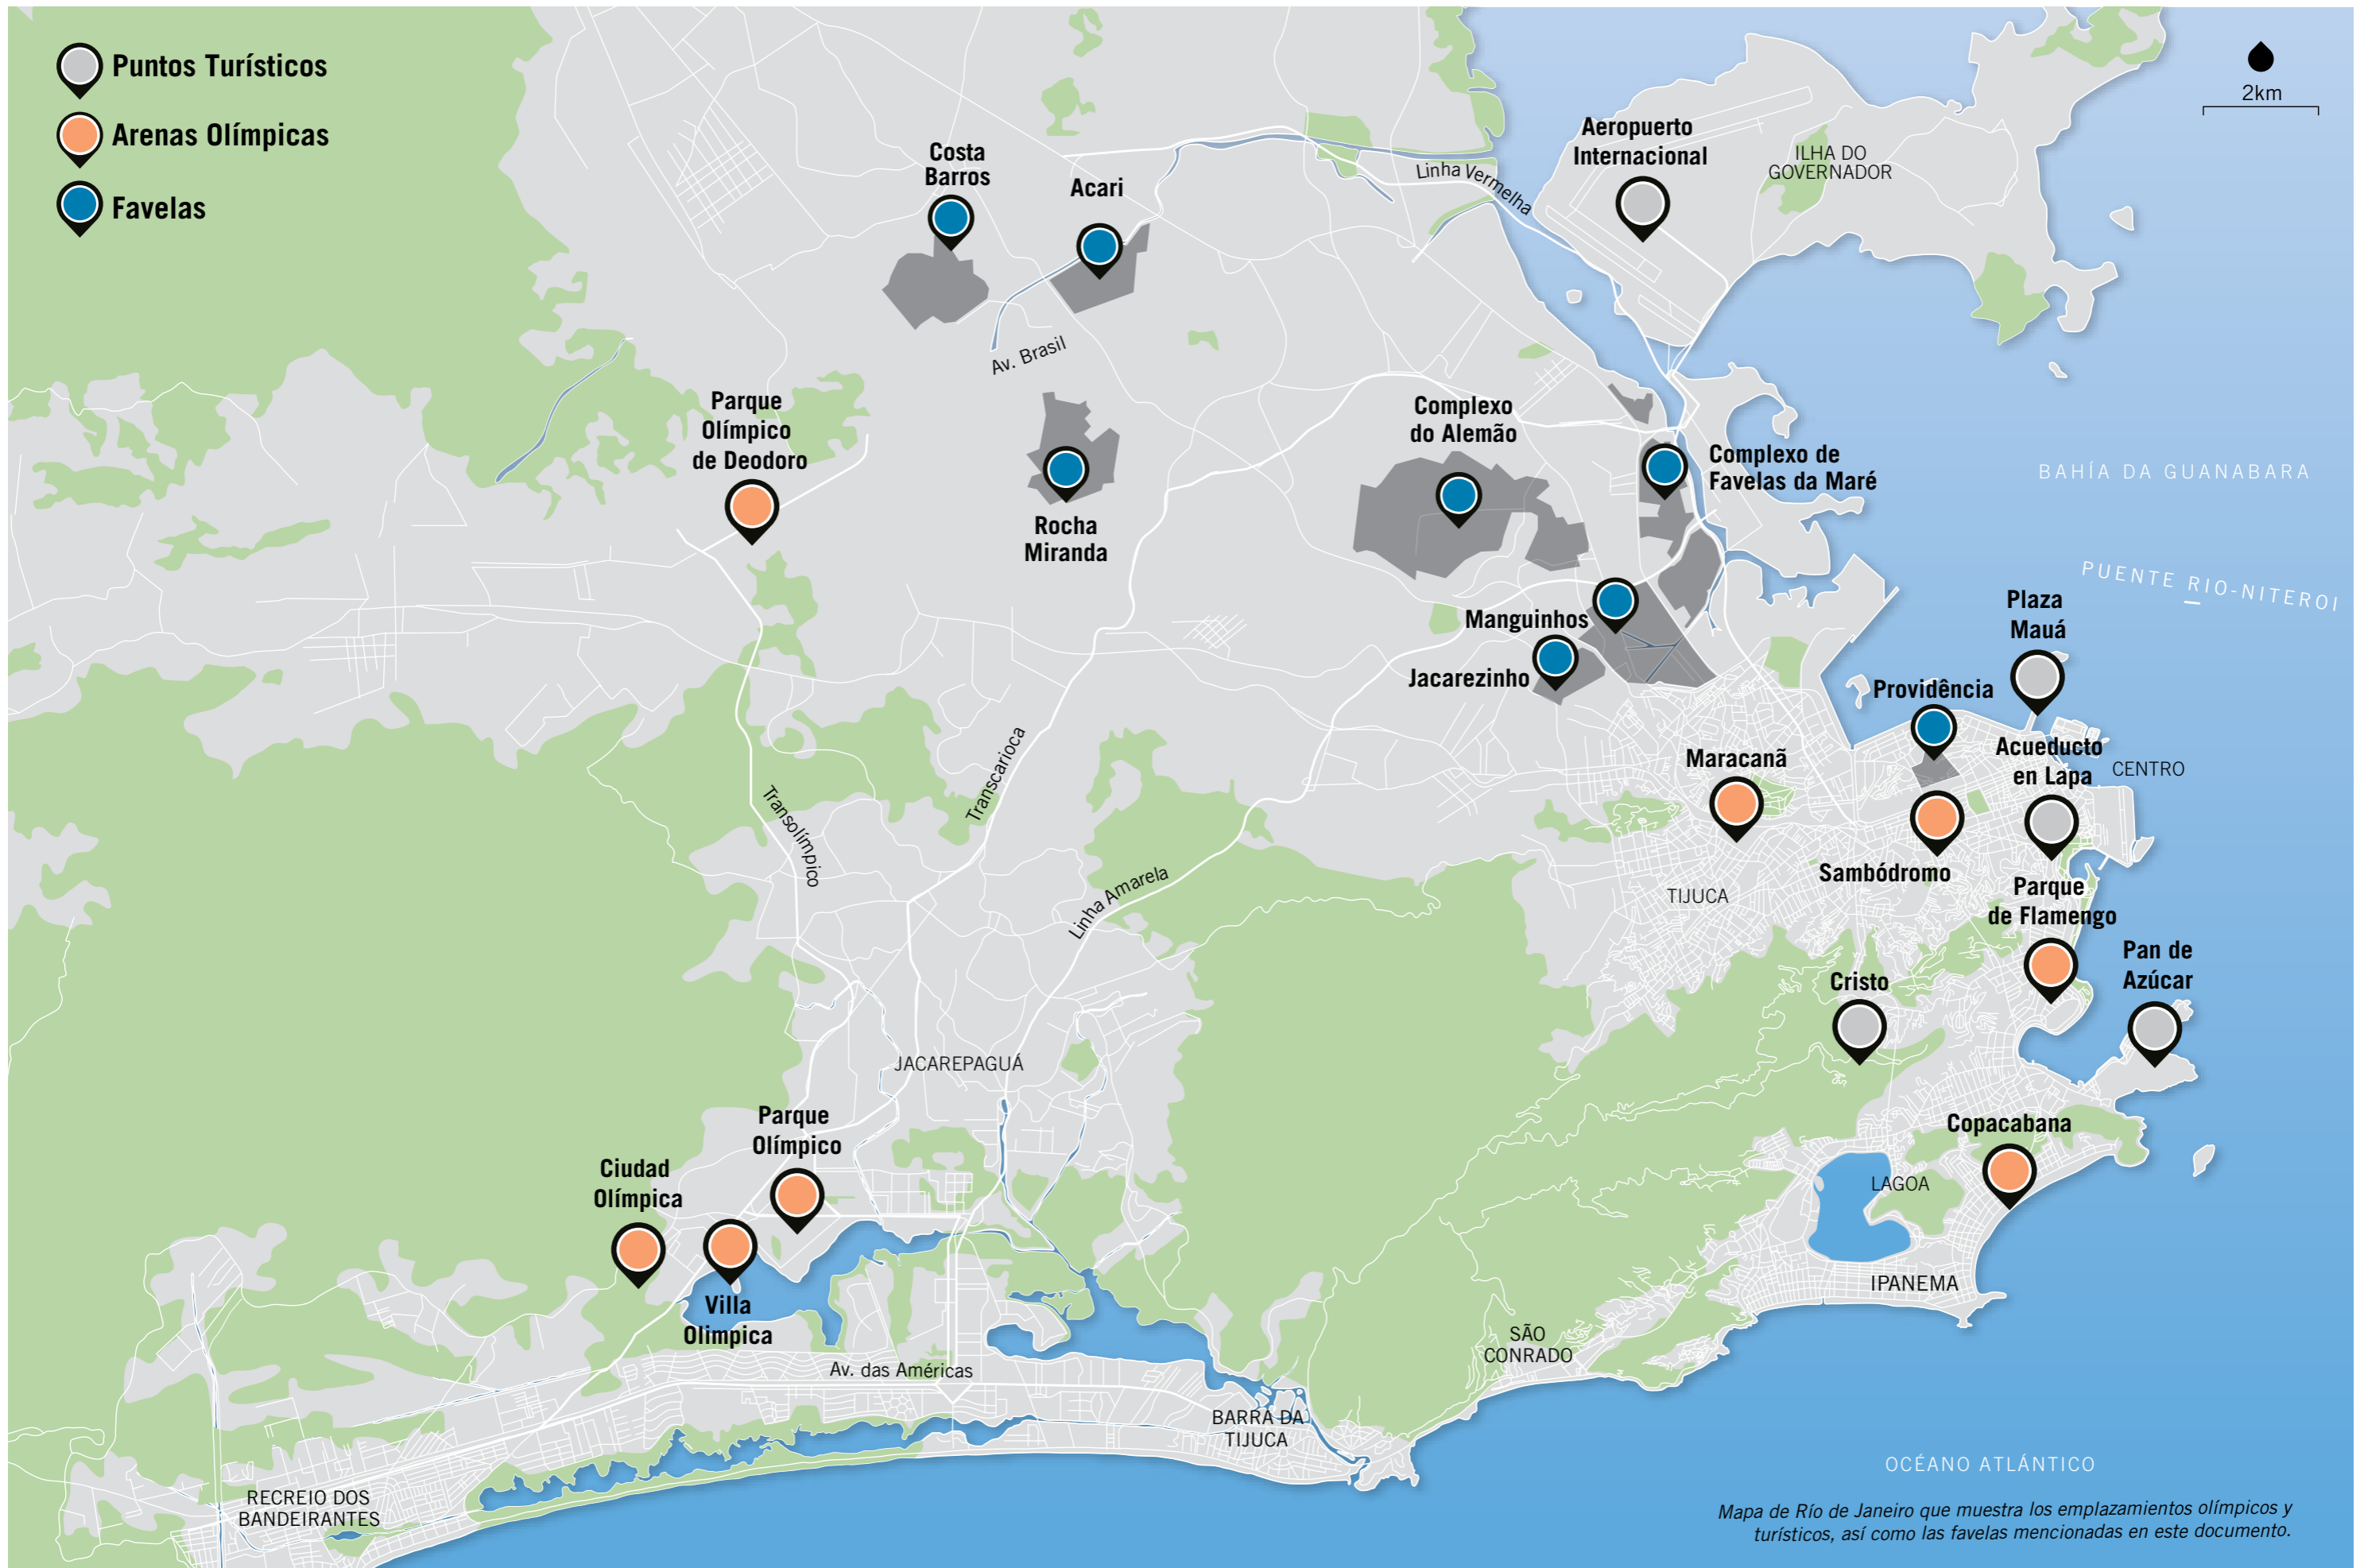 Puntos Turísticos
Arenas Olímpicas
Favelas
2km
Costa
Barros
Acari
Aeropuerto
Internacional
ILHA DO
GOVERNADOR
Linha Vermelha
Av. Brasil
Parque
Olímpico
de Deodoro
Rocha
Miranda
Complexo
do Alemão
Complexo de
Favelas da Maré
BAHÍA DA GUANABARA
PUENTE RIO-NITEROI
Manguinhos
Jacarezinho
Plaza
Mauá
Providência
Acueducto
en Lapa
CENTRO
Maracanã
Sambódromo
TIJUCA
Parque
de Flamengo
Pan de
Azúcar
Cristo
Transolímpico
Transcarioca
Linha Amarela
JACAREPAGUÁ
Parque
Olímpico
Ciudad
Olímpica
Villa
Olimpica
Copacabana
LAGOA
IPANEMA
SÃO
CONRADO
Av. das Américas
BARRA DA
TIJUCA
RECREIO DOS
BANDEIRANTES
OCÉANO ATLÁNTICO
Mapa de Río de Janeiro que muestra los emplazamientos olímpicos y
turísticos, así como las favelas mencionadas en este documento.